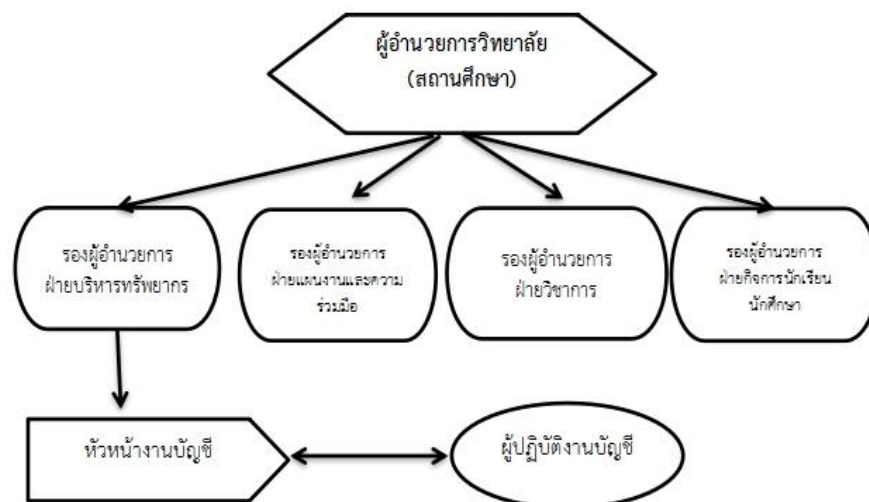 ผู้อำนวยการวิทยาลัย
(สถานศึกษา)
รองผู้อำนวยการ
ฝ่ายบริหารทรัพยากร
รองผู้อำนวยการ
ฝ่ายแผนงานและความ
ร่วมมือ
รองผู้อำนวยการ
ฝ่ายวิชาการ
รองผู้อำนวยการ
ฝ่ายกิจการนักเรียน
นักศึกษา
หัวหน้างานบัญชี
ผู้ปฏิบัติงานบัญชี